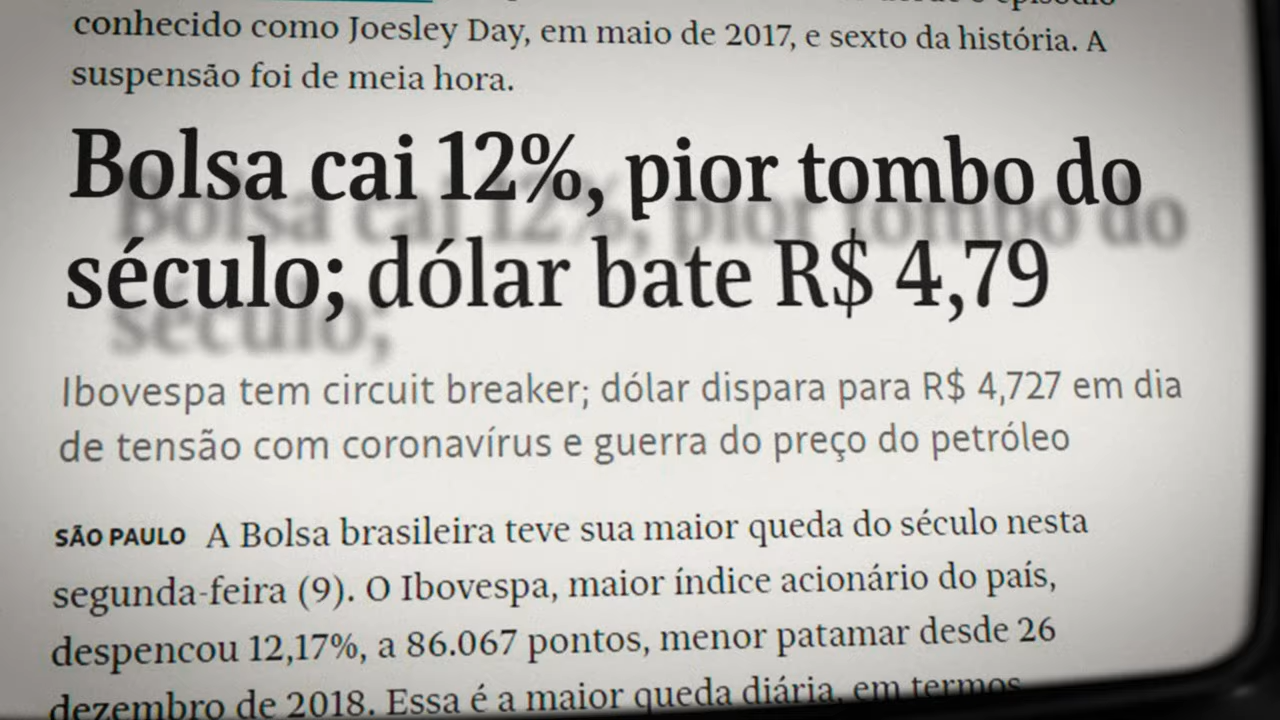 conhecido como Joesley Day, em maio de 2017, e sexto da história. A
suspensão foi de meia hora.
Bolsa cai 12%, pior tombo do
século; dólar bate R$ 4,79
Ibovespa tem circuit breaker; dólar dispara para R$ 4,727 em dia
de tensão com coronavírus e guerra do preço do petróleo
SÃO PAULO A Bolsa brasileira teve sua maior queda do século nesta
segunda-feira (9). O Ibovespa, maior índice acionário do país,
despencou 12,17%, a 86.067 pontos, menor patamar desde 26
dezembro de 2018. Essa é a maior queda diária, em termos